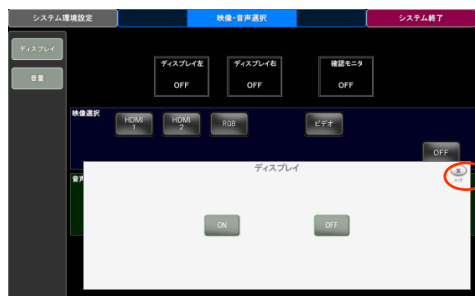 システム環境設定
映像・音声選択
システム終了
ディスプレイ
音量
ディスプレイ左
ディスプレイ右
確認モニタ
OFF
OFF
OFF
映像選択
HDMI
1
HDMI
2
RGB
ビデオ
OFF
音声
ディスプレイ
ON
OFF